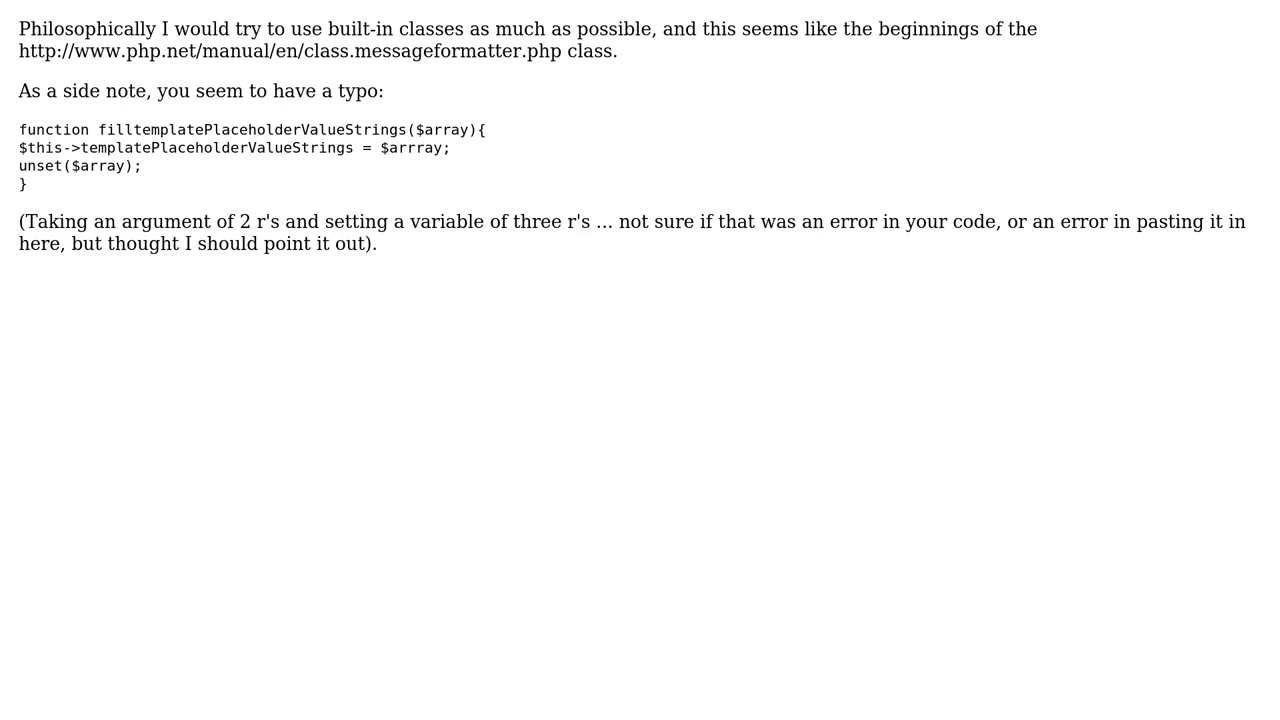 Philosophically I would try to use built-in classes as much as possible, and this seems like the beginnings of the
http://www.php.net/manual/en/class.messageformatter.php class.
As a side note, you seem to have a typo:
function filltemplatePlaceholderValueStrings($array){
$this->templatePlaceholderValueStrings = $arrray;
unset($array);
}
(Taking an argument of 2 r's and setting a variable of three r's ... not sure if that was an error in your code, or an error in pasting it in
here, but thought I should point it out).